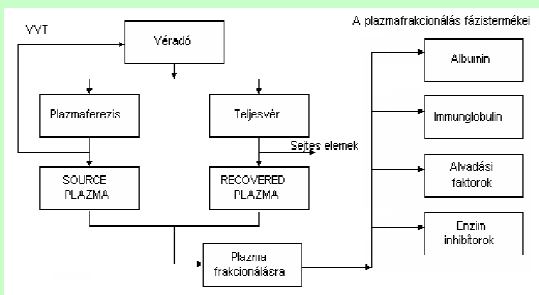 A plazmafrakcionálás fázistermékei
VVT
Véradó
Albumin
Plazmaferezis
Teljesvér
Immunglobulin
Sejtes elemek
SOURCE
PLAZMA
RECOVERED
PLAZMA
Alvadási
faktorok
Enzim
inhibítorok
Plazma
frakcionálásra